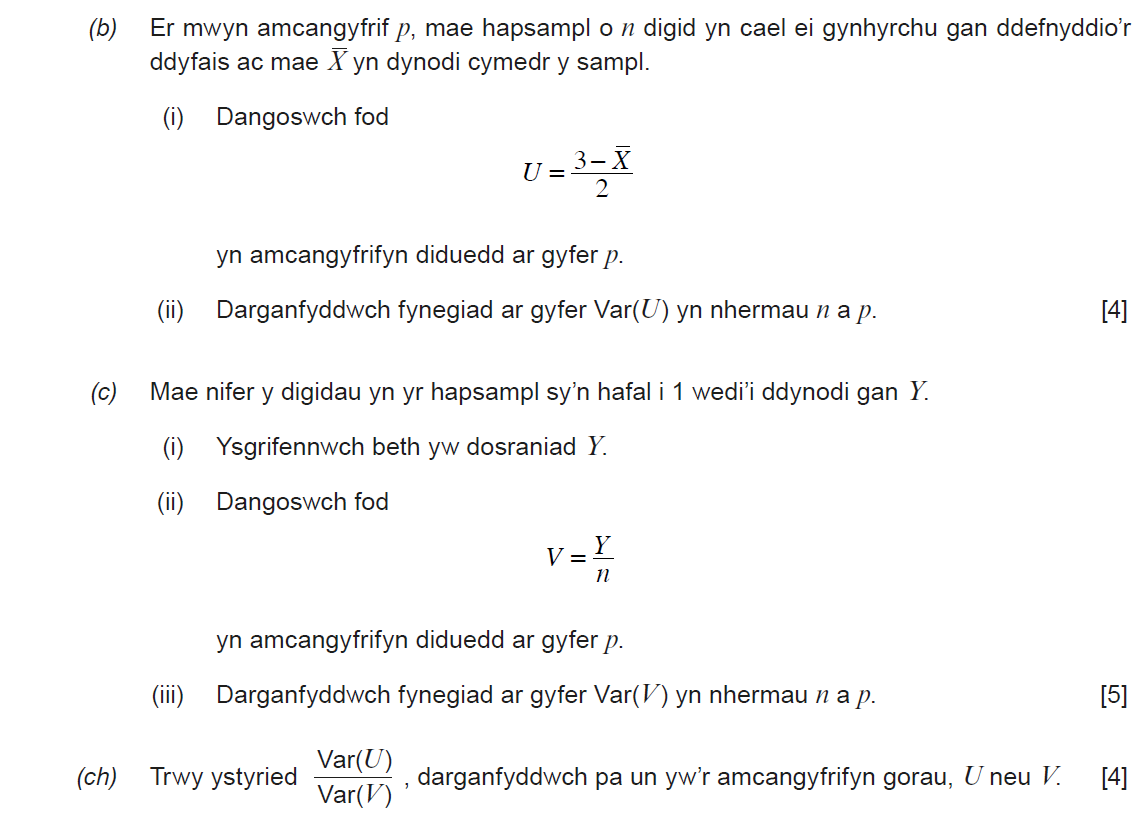 (b) Er mwyn amcangyfrif p, mae hapsampl o n digid yn cael ei gynhyrchu gan ddefnyddio’r
ddyfais ac mae X̅ yn dynodi cymedr y sampl.
(i) Dangoswch fod
U = (3 – X̅)/2
yn amcangyfrifyn diduedd ar gyfer p.
(ii) Darganfyddwch fynegiad ar gyfer Var(U) yn nhermau n a p. [4]
(c) Mae nifer y digidau yn yr hapsampl sy’n hafal i 1 wedi’i ddynodi gan Y.
(i) Ysgrifennwch beth yw dosraniad Y.
(ii) Dangoswch fod
V = Y/n
yn amcangyfrifyn diduedd ar gyfer p.
(iii) Darganfyddwch fynegiad ar gyfer Var(V) yn nhermau n a p. [5]
(ch) Trwy ystyried Var(U)/Var(V) , darganfyddwch pa un yw’r amcangyfrifyn gorau, U neu V. [4]